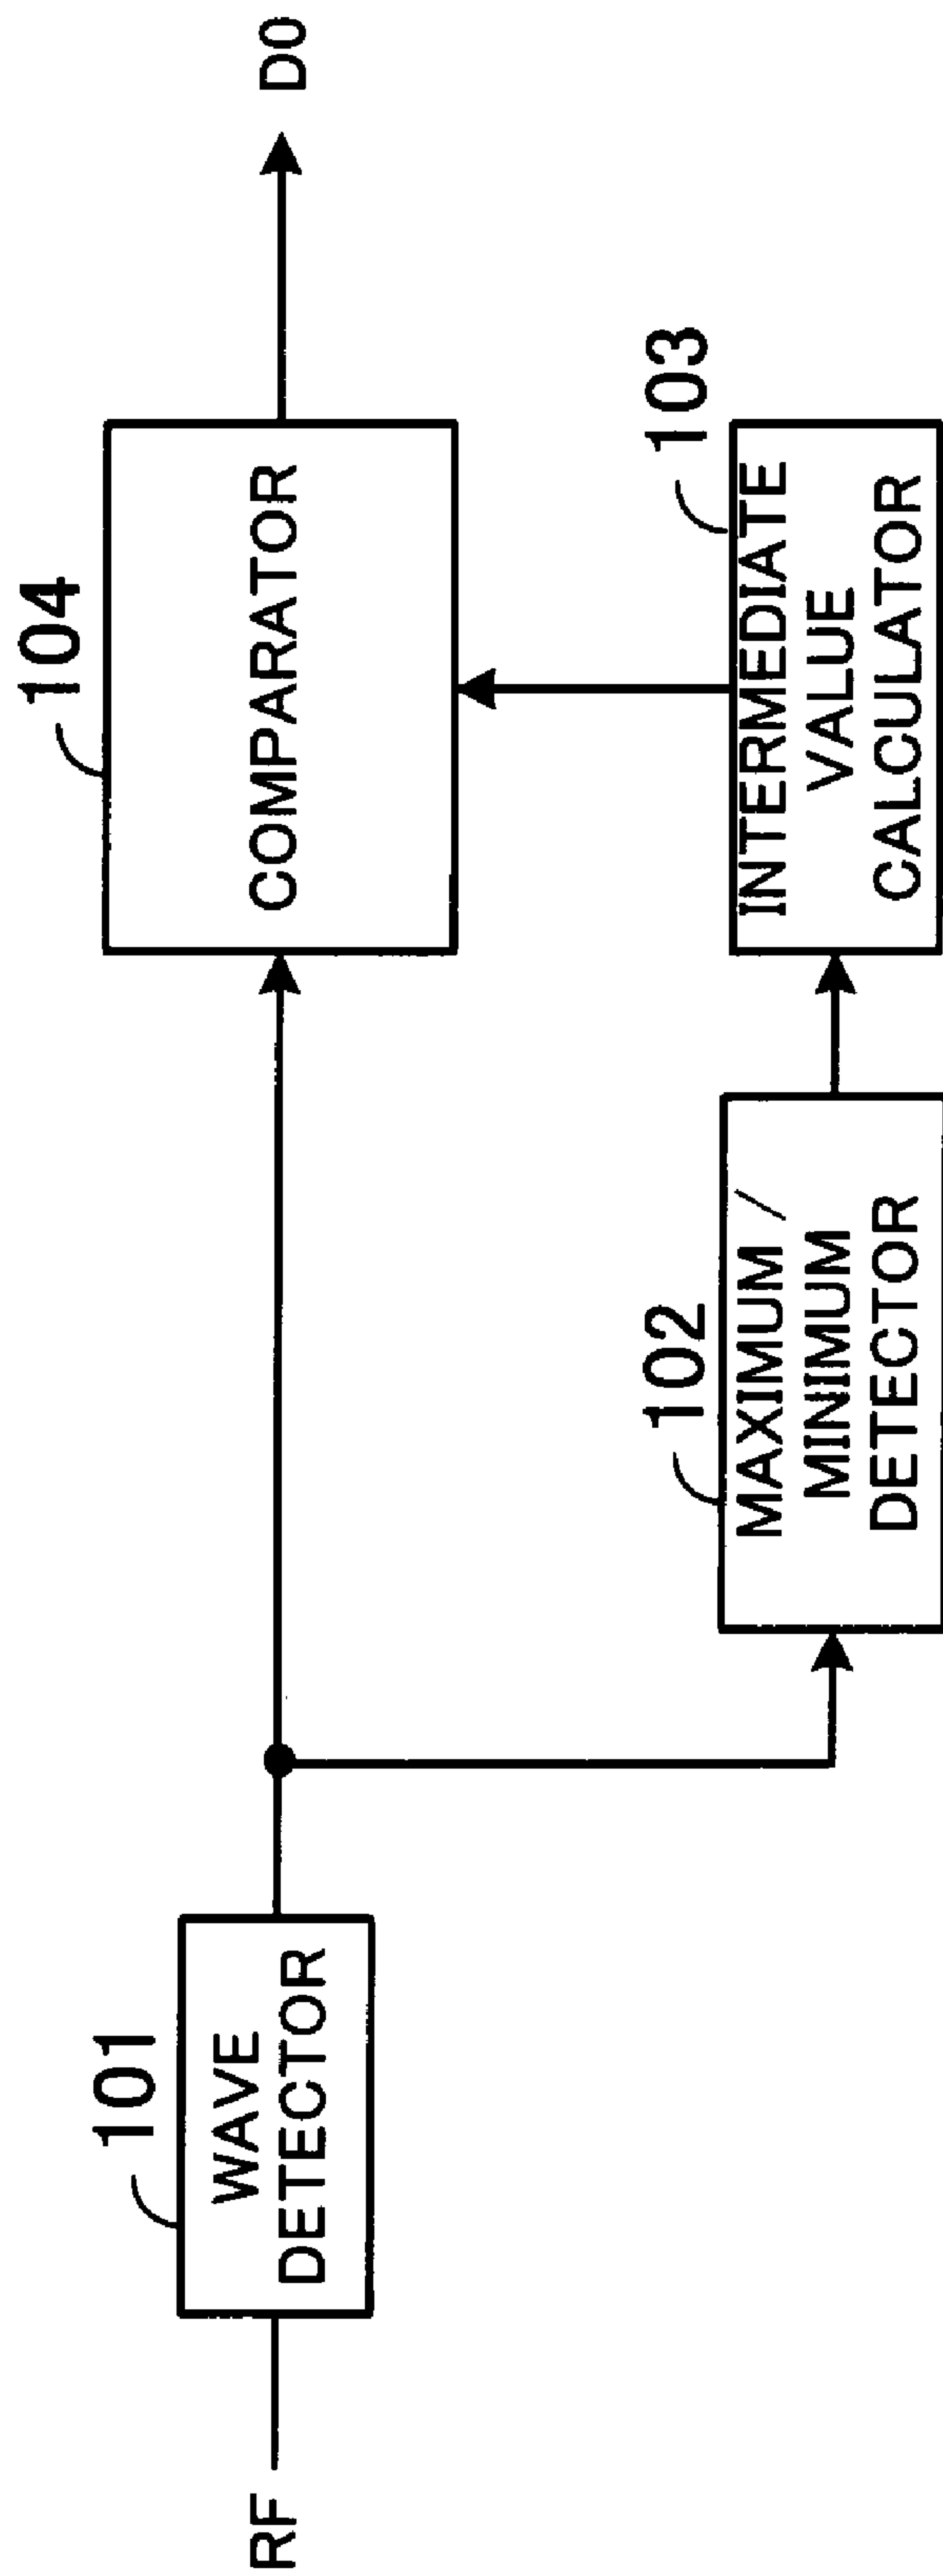 RF
101
WAVE
DETECTOR
102
MAXIMUM /
MINIMUM
DETECTOR
103
INTERMEDIATE
VALUE
CALCULATOR
104
COMPARATOR
D0